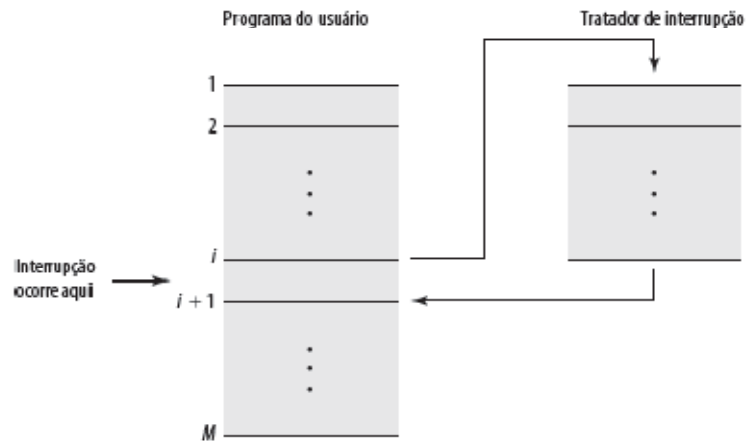 Programa do usuário
Tratador de interrupção
1
2
i
Interrupção
ocorre aqui
i + 1
M